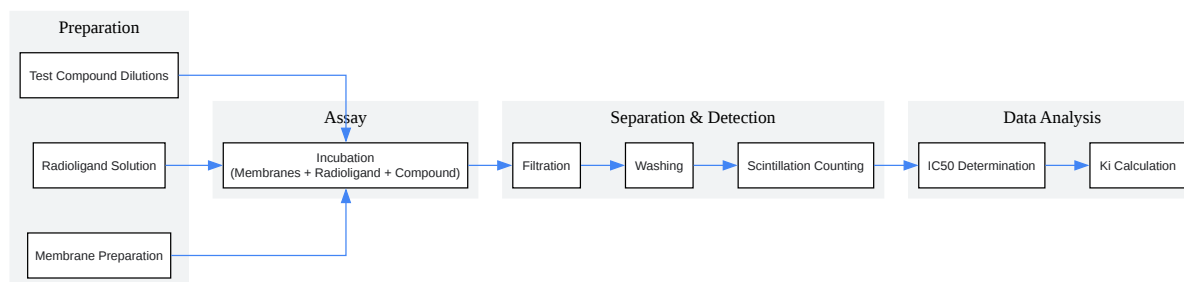 Preparation
Test Compound Dilutions
Radioligand Solution
Membrane Preparation
Assay
Incubation
(Membranes + Radioligand + Compound)
Separation & Detection
Filtration
Washing
Scintillation Counting
Data Analysis
IC50 Determination
Ki Calculation